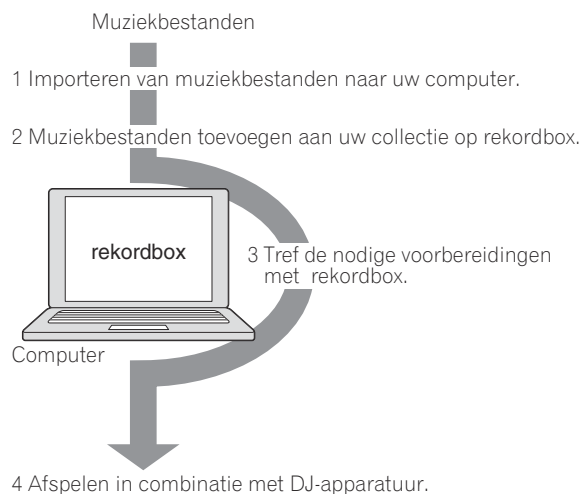 Muziekbestanden
1 Importeren van muziekbestanden naar uw computer.
2 Muziekbestanden toevoegen aan uw collectie op rekordbox.
rekordbox
3 Tref de nodige voorbereidingen
met rekordbox.
Computer
4 Afspelen in combinatie met DJ-apparatuur.